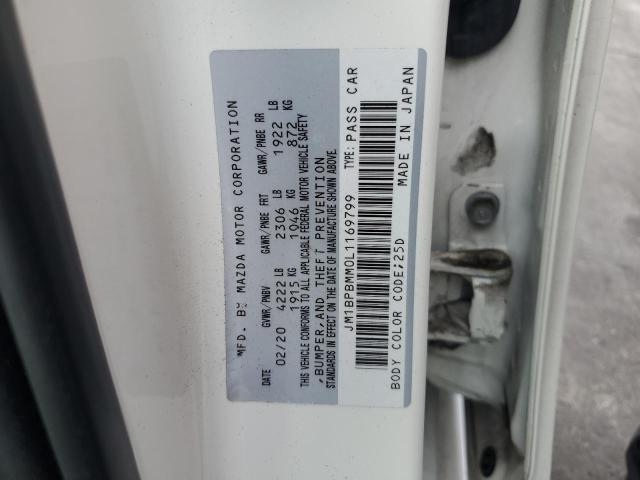 MFD. BY MAZDA MOTOR CORPORATION
DATE GVWR/PNBV GAWR/PNBE FRT GAWR/PNBE RR
02/20 4222 LB 2306 LB 1922 LB
1915 KG 1046 KG 872 KG
THIS VEHICLE CONFORMS TO ALL APPLICABLE FEDERAL MOTOR VEHICLE SAFETY
,BUMPER,AND THEFT PREVENTION
STANDARDS IN EFFECT ON THE DATE OF MANUFACTURE SHOWN ABOVE.
JM1BPBMM0L1169799 TYPE: PASS CAR
BODY COLOR CODE;25D MADE IN JAPAN